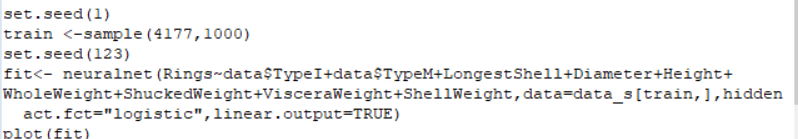 set.seed(1)
train <-sample(4177,1000)
set.seed(123)
fit<- neuralnet(Rings~data$TypeI+data$TypeM+LongestShell+Diameter+Height+
WholeWeight+ShuckedWeight+VisceraWeight+ShellWeight,data=data_s[train,],hidden
act.fct="logistic",linear.output=TRUE)
plot(fit)